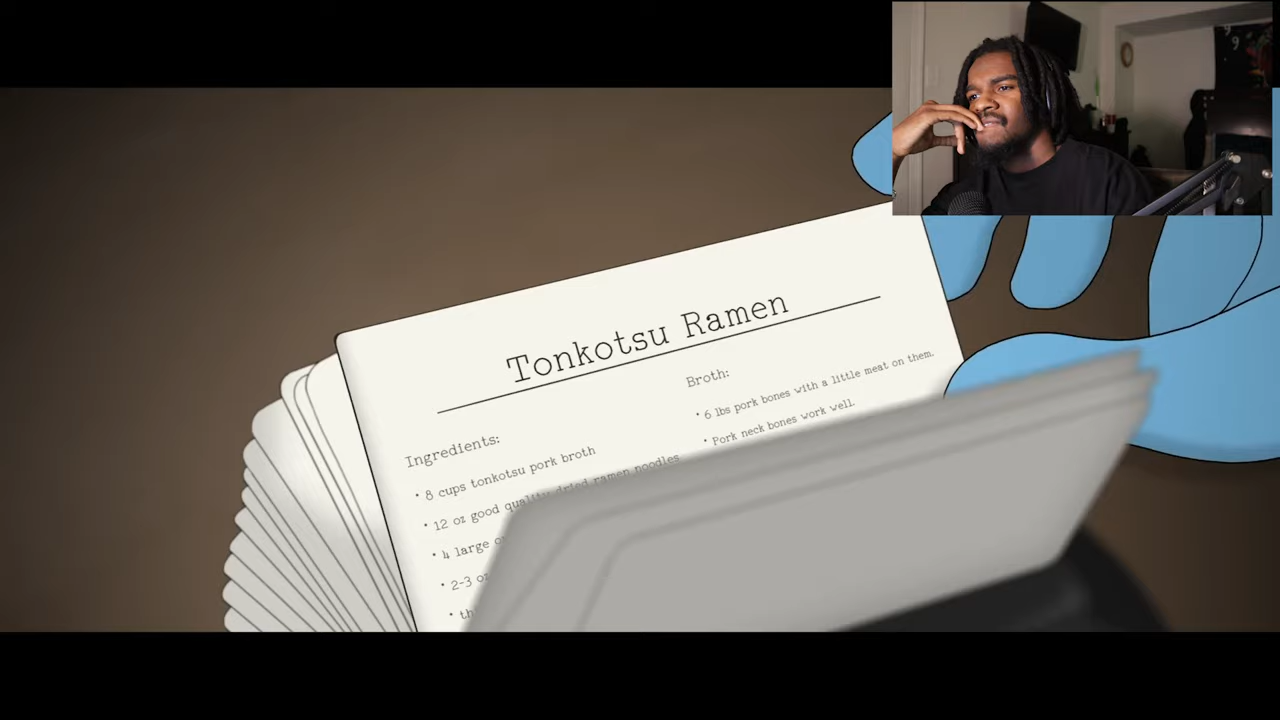 Tonkotsu Ramen
Ingredients:
• 8 cups tonkotsu pork broth
• 12 oz good quality dried ramen noodles
• 4 large
• 2-3
Broth:
• 6 lbs pork bones with a little meat on them.
• Pork neck bones work well.